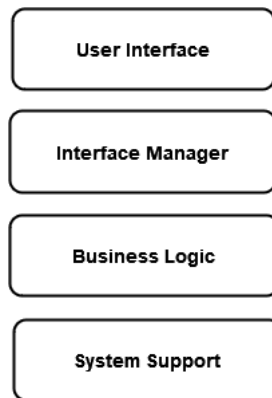 User Interface
Interface Manager
Business Logic
System Support